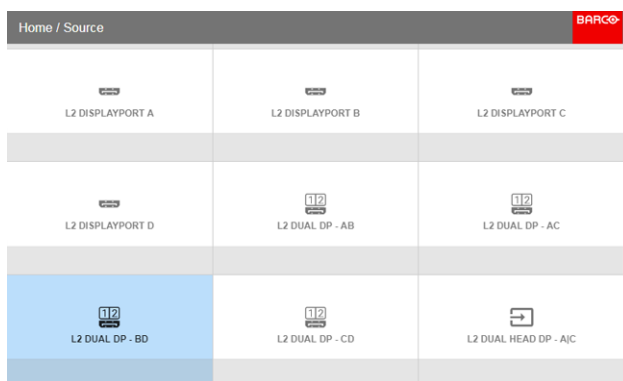 Home / Source
BARCO
L2 DISPLAYPORT A
L2 DISPLAYPORT B
L2 DISPLAYPORT C
1 2
1 2
L2 DISPLAYPORT D
L2 DUAL DP - AB
L2 DUAL DP - AC
1 2
1 2
L2 DUAL DP - BD
L2 DUAL DP - CD
L2 DUAL HEAD DP - A|C